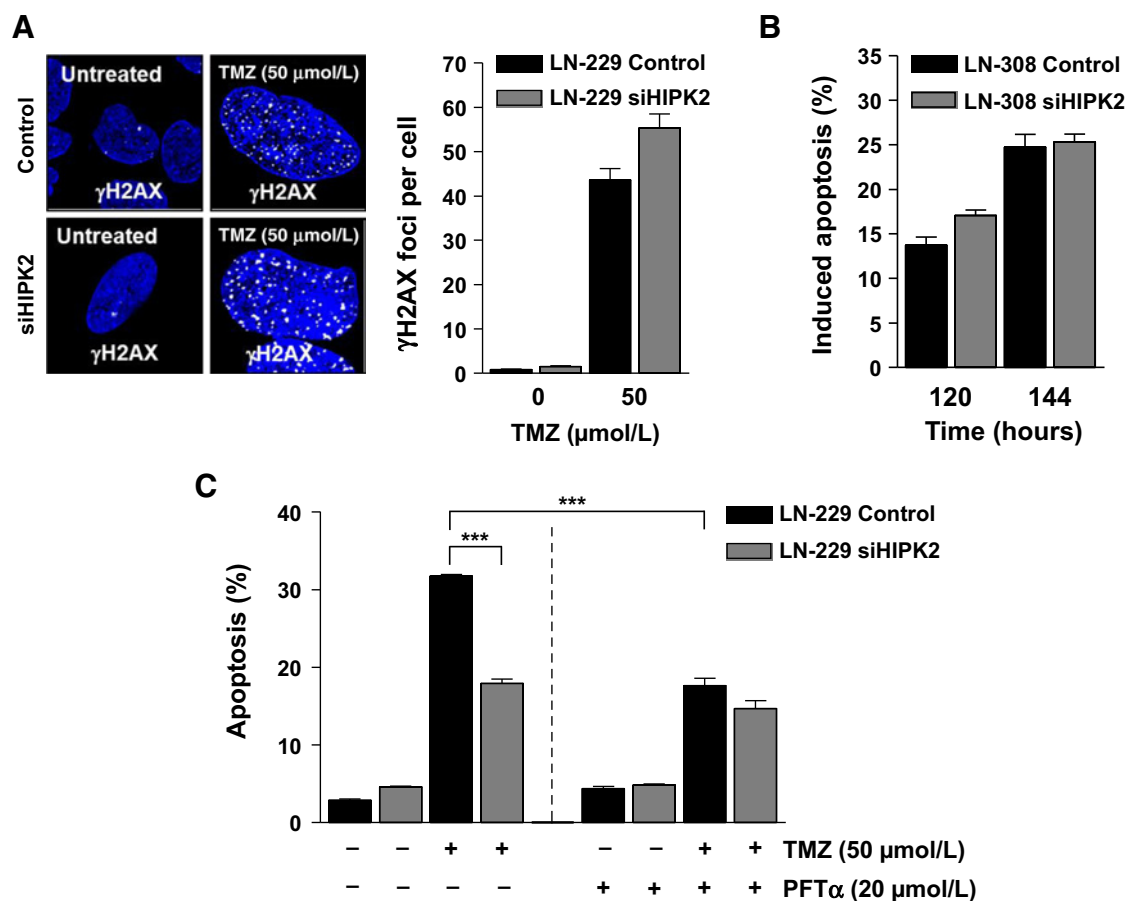 A
Control
Untreated
γH2AX
TMZ (50 μmol/L)
γH2AX
siHIPK2
Untreated
γH2AX
TMZ (50 μmol/L)
γH2AX
LN-229 Control
LN-229 siHIPK2
γH2AX foci per cell
70
60
50
40
30
20
10
0
0 50
TMZ (μmol/L)
B
LN-308 Control
LN-308 siHIPK2
Induced apoptosis (%)
35
30
25
20
15
10
5
0
120 144
Time (hours)
C
LN-229 Control
LN-229 siHIPK2
Apoptosis (%)
40
30
20
10
0
***
***
– – + + – – + + TMZ (50 μmol/L)
– – – – + + + + PFTα (20 μmol/L)